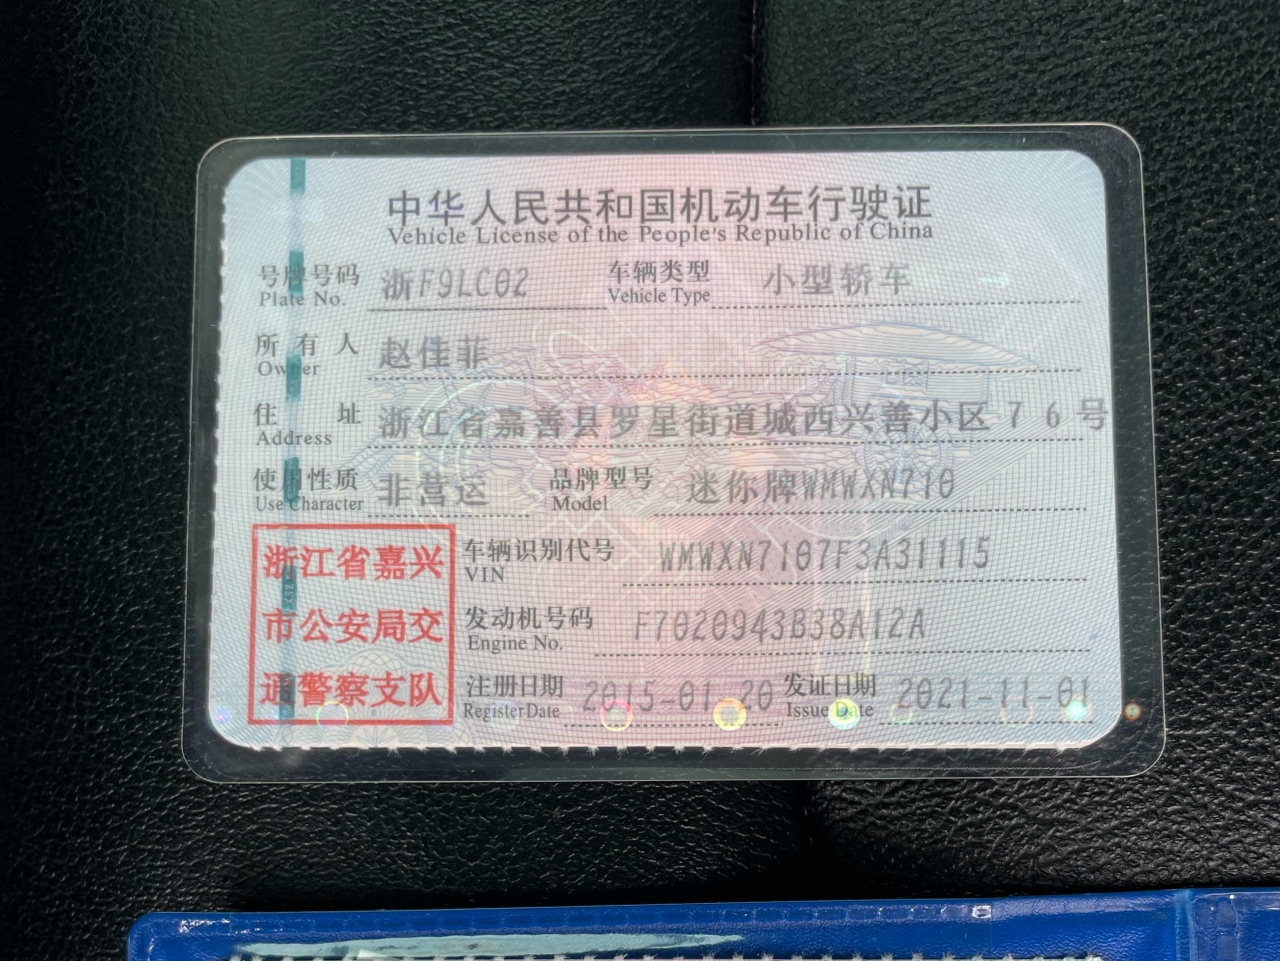 中华人民共和国机动车行驶证
Vehicle License of the People's Republic of China
号牌号码 浙F9LC02 车辆类型 小型轿车
Plate No. Vehicle Type
所有人 赵佳菲
Owner
住址 浙江省嘉善县罗星街道城西兴善小区76号
Address
使用性质 非营运 品牌型号 迷你牌WMWXN710
Use Character Model
浙江省嘉兴
市公安局交
通警察支队
车辆识别代号 WMWXN7107F3A31115
VIN
发动机号码 F7020943B38A12A
Engine No.
注册日期 2015-01-20 发证日期 2021-11-01
Register Date Issue Date